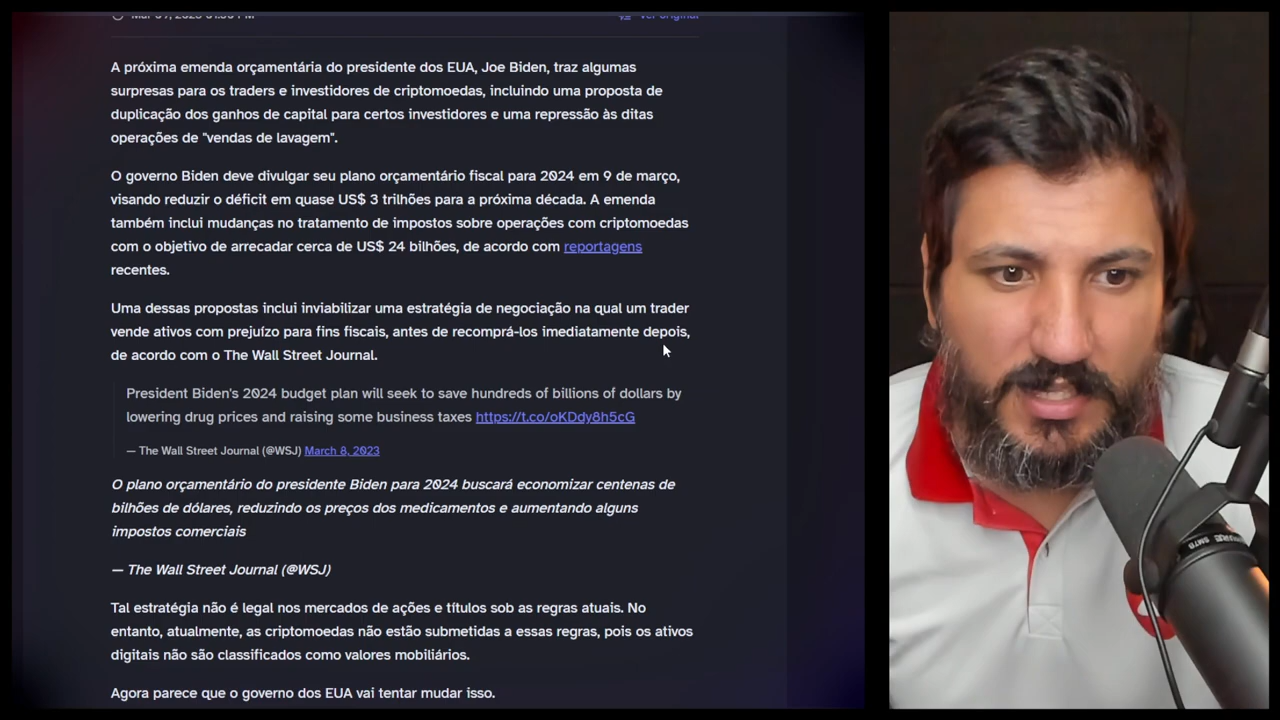 A próxima emenda orçamentária do presidente dos EUA, Joe Biden, traz algumas
surpresas para os traders e investidores de criptomoedas, incluindo uma proposta de
duplicação dos ganhos de capital para certos investidores e uma repressão às ditas
operações de "vendas de lavagem".
O governo Biden deve divulgar seu plano orçamentário fiscal para 2024 em 9 de março,
visando reduzir o déficit em quase US$ 3 trilhões para a próxima década. A emenda
também inclui mudanças no tratamento de impostos sobre operações com criptomoedas
com o objetivo de arrecadar cerca de US$ 24 bilhões, de acordo com reportagens
recentes.
Uma dessas propostas inclui inviabilizar uma estratégia de negociação na qual um trader
vende ativos com prejuízo para fins fiscais, antes de recomprá-los imediatamente depois,
de acordo com o The Wall Street Journal.
President Biden's 2024 budget plan will seek to save hundreds of billions of dollars by
lowering drug prices and raising some business taxes https://t.co/oKDdy8h5cG
— The Wall Street Journal (@WSJ) March 8, 2023
O plano orçamentário do presidente Biden para 2024 buscará economizar centenas de
bilhões de dólares, reduzindo os preços dos medicamentos e aumentando alguns
impostos comerciais
— The Wall Street Journal (@WSJ)
Tal estratégia não é legal nos mercados de ações e títulos sob as regras atuais. No
entanto, atualmente, as criptomoedas não estão submetidas a essas regras, pois os ativos
digitais não são classificados como valores mobiliários.
Agora parece que o governo dos EUA vai tentar mudar isso.